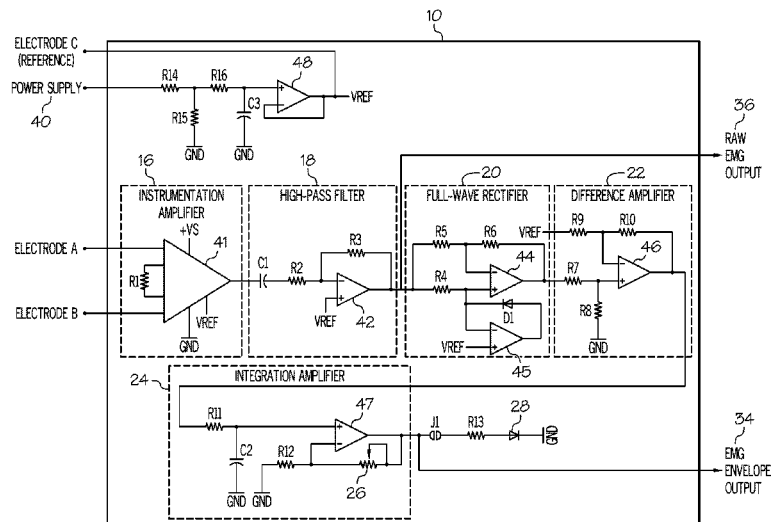 10
ELECTRODE C
(REFERENCE)
POWER SUPPLY
40
R14
R16
R15
C3
GND
GND
48
VREF
36
RAW
EMG
OUTPUT
16
INSTRUMENTATION
AMPLIFIER
+VS
41
R1
VREF
GND
ELECTRODE A
ELECTRODE B
18
HIGH-PASS FILTER
C1
R2
R3
VREF
42
20
FULL-WAVE RECTIFIER
R5
R6
R4
44
D1
VREF
45
22
DIFFERENCE AMPLIFIER
VREF
R9
R10
46
R7
R8
GND
24
INTEGRATION AMPLIFIER
R11
C2
GND
GND
R12
47
26
J1
R13
28
GND
34
EMG
ENVELOPE
OUTPUT